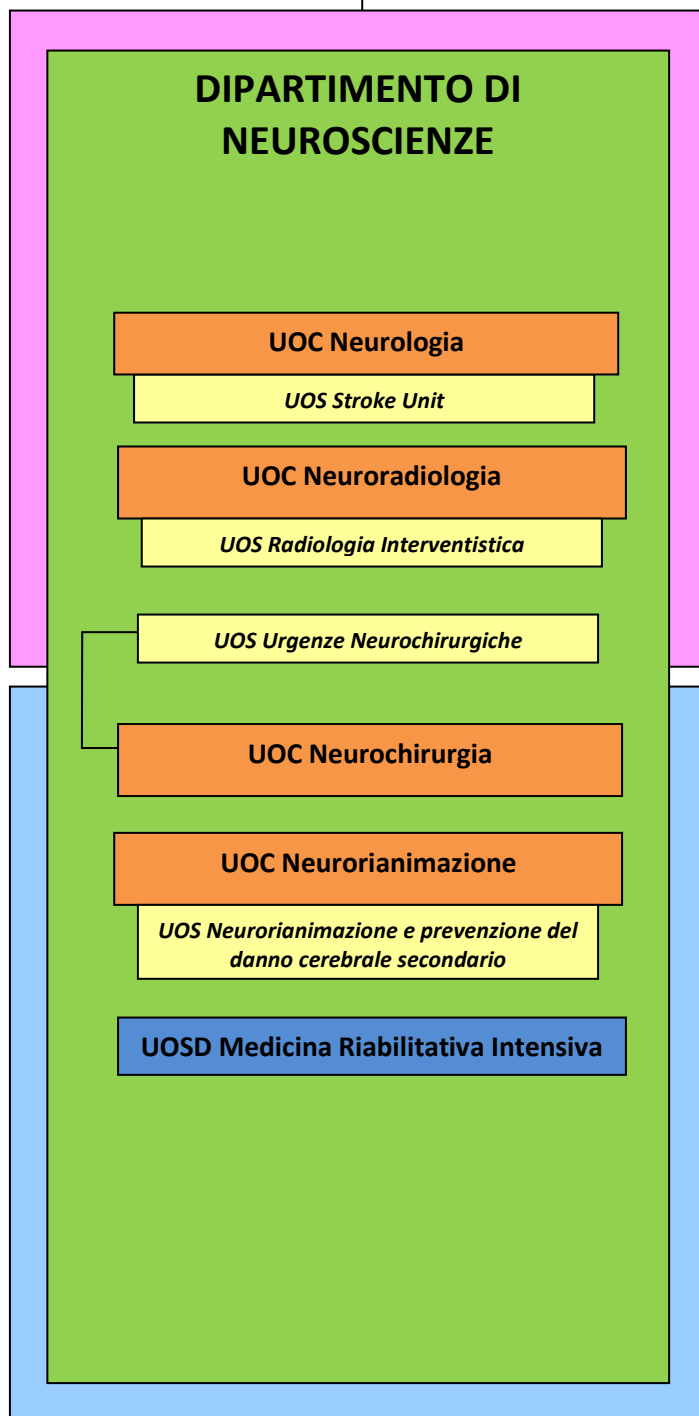 DIPARTIMENTO DI
NEUROSCIENZE
UOC Neurologia
UOS Stroke Unit
UOC Neuroradiologia
UOS Radiologia Interventistica
UOS Urgenze Neurochirurgiche
UOC Neurochirurgia
UOC Neurorianimazione
UOS Neurorianimazione e prevenzione del
danno cerebrale secondario
UOSD Medicina Riabilitativa Intensiva